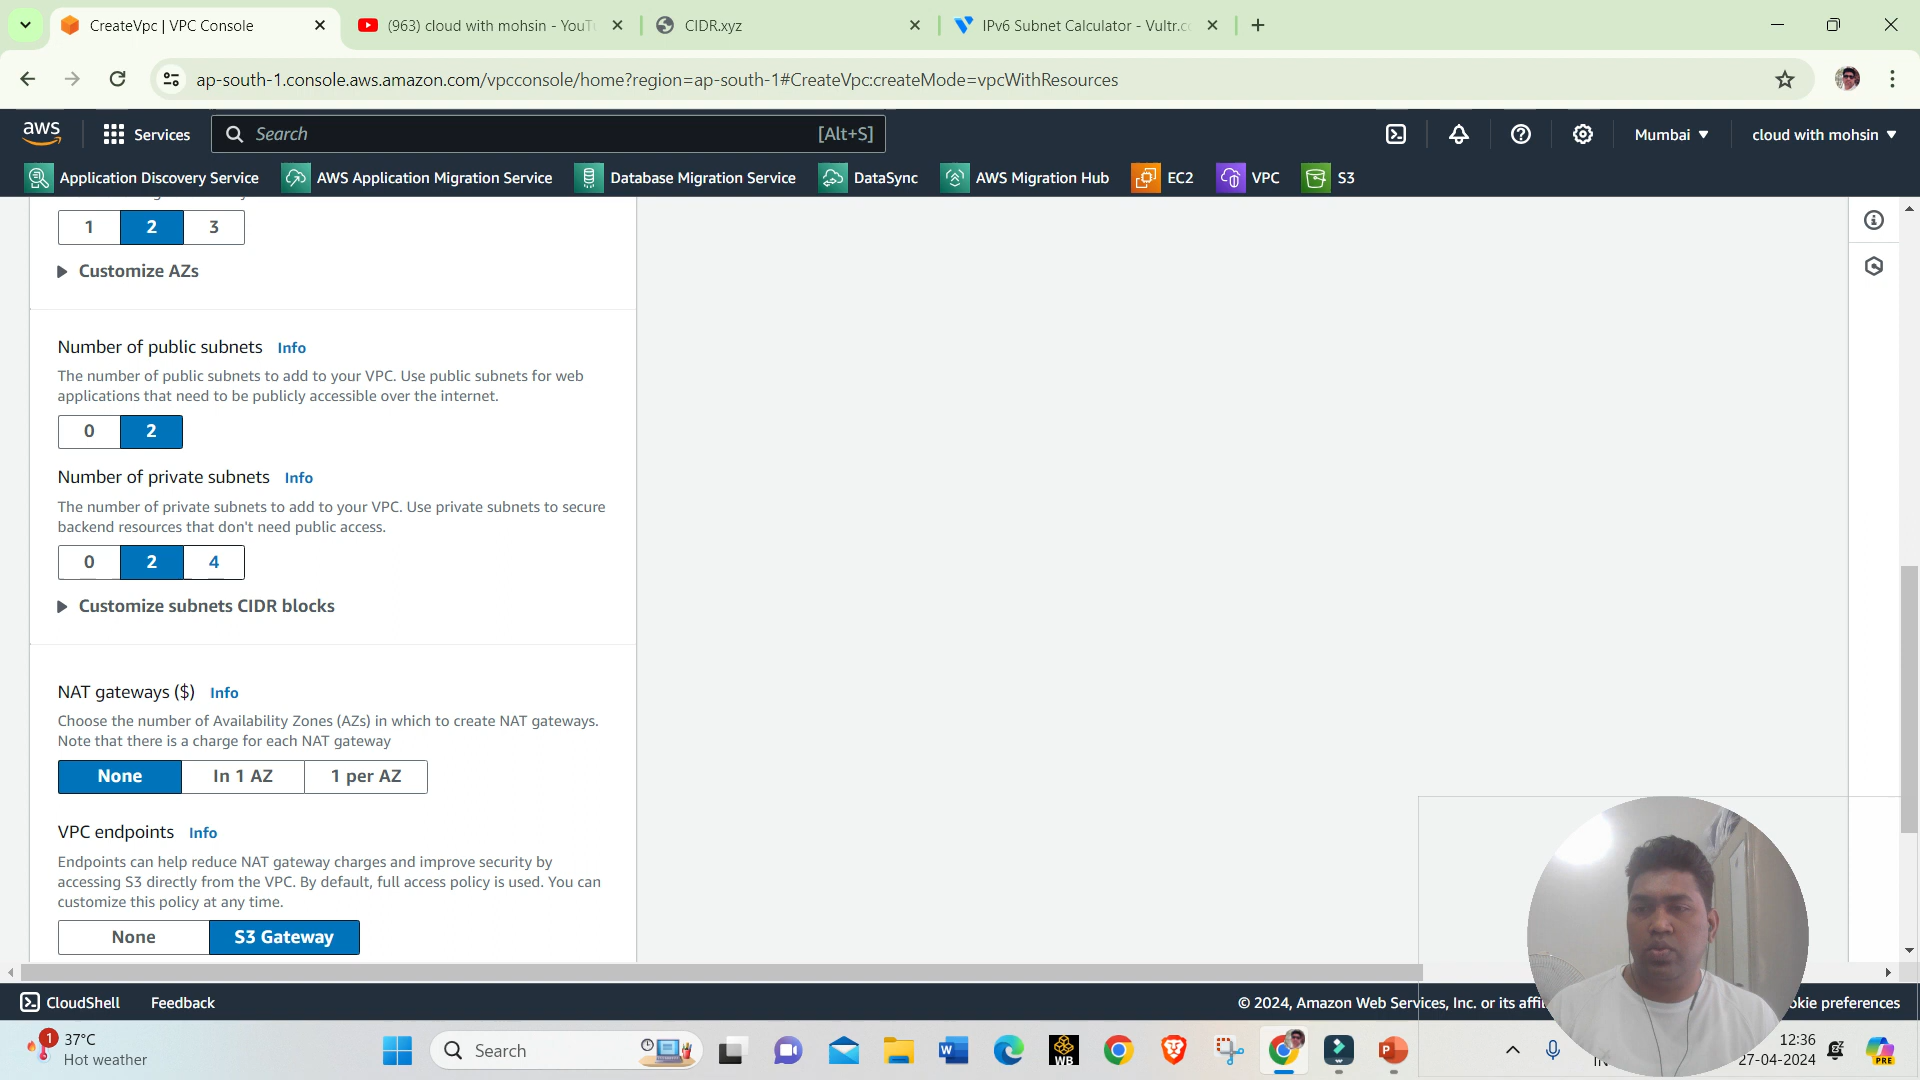 CreateVpc | VPC Console
(963) cloud with mohsin - YouT
CIDR.xyz
IPv6 Subnet Calculator - Vultr.c
ap-south-1.console.aws.amazon.com/vpcconsole/home?region=ap-south-1#CreateVpc:createMode=vpcWithResources
aws
Services
Search
[Alt+S]
Mumbai
cloud with mohsin
Application Discovery Service
AWS Application Migration Service
Database Migration Service
DataSync
AWS Migration Hub
EC2
VPC
S3
1 2 3
Customize AZs
Number of public subnets Info
The number of public subnets to add to your VPC. Use public subnets for web
applications that need to be publicly accessible over the internet.
0 2
Number of private subnets Info
The number of private subnets to add to your VPC. Use private subnets to secure
backend resources that don't need public access.
0 2 4
Customize subnets CIDR blocks
NAT gateways ($) Info
Choose the number of Availability Zones (AZs) in which to create NAT gateways.
Note that there is a charge for each NAT gateway
None In 1 AZ 1 per AZ
VPC endpoints Info
Endpoints can help reduce NAT gateway charges and improve security by
accessing S3 directly from the VPC. By default, full access policy is used. You can
customize this policy at any time.
None S3 Gateway
CloudShell Feedback
© 2024, Amazon Web Services, Inc. or its affil
okie preferences
1
37°C
Hot weather
Search
WB
12:36
27-04-2024
PRE